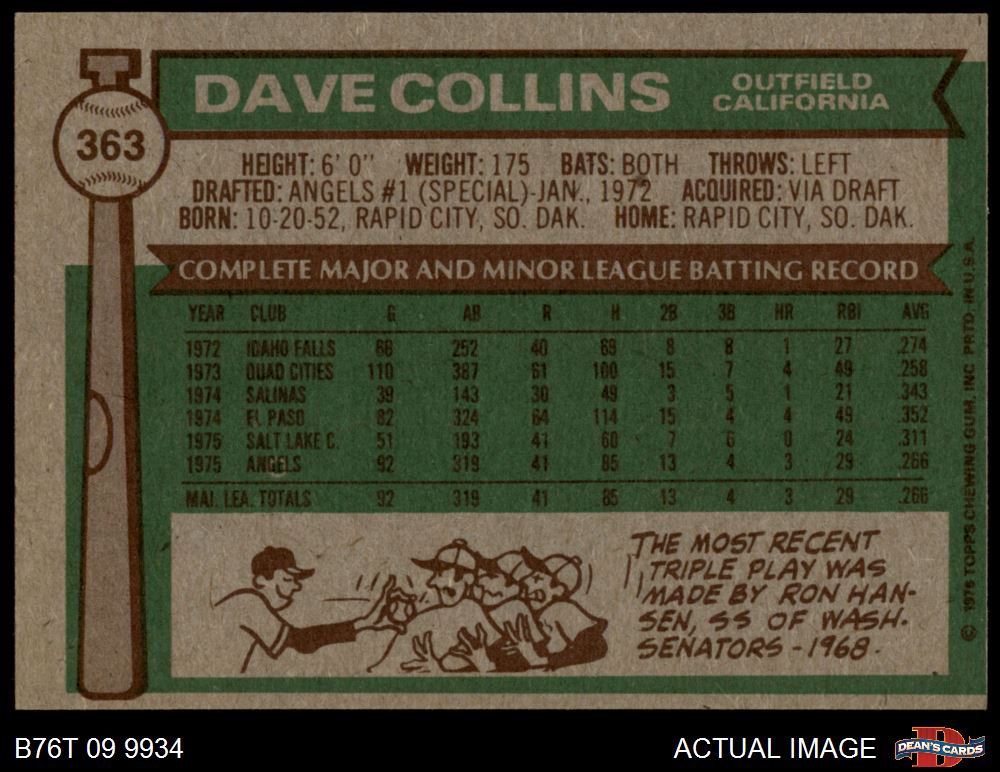 363
DAVE COLLINS
OUTFIELD
CALIFORNIA
HEIGHT: 6' 0" WEIGHT: 175 BATS: BOTH THROWS: LEFT
DRAFTED: ANGELS #1 (SPECIAL)-JAN., 1972 ACQUIRED: VIA DRAFT
BORN: 10-20-52, RAPID CITY, SO. DAK. HOME: RAPID CITY, SO. DAK.
COMPLETE MAJOR AND MINOR LEAGUE BATTING RECORD
YEAR CLUB G AB R H 2B 3B HR RBI AVG
1972 IDAHO FALLS 68 252 40 69 8 8 1 27 .274
1973 QUAD CITIES 110 387 61 100 15 7 4 49 .258
1974 SALINAS 39 143 30 49 3 5 1 21 .343
1974 EL PASO 82 324 64 114 15 4 4 49 .352
1975 SALT LAKE C. 51 193 41 60 7 6 0 24 .311
1975 ANGELS 92 319 41 85 13 4 3 29 .266
MAJ. LEA. TOTALS 92 319 41 85 13 4 3 29 .266
THE MOST RECENT
TRIPLE PLAY WAS
MADE BY RON HAN-
SEN, SS OF WASH.
SENATORS - 1968.
© 1976 TOPPS CHEWING GUM, INC. PRTD. IN U.S.A.
B76T 09 9934
ACTUAL IMAGE
D
DEAN'S CARDS